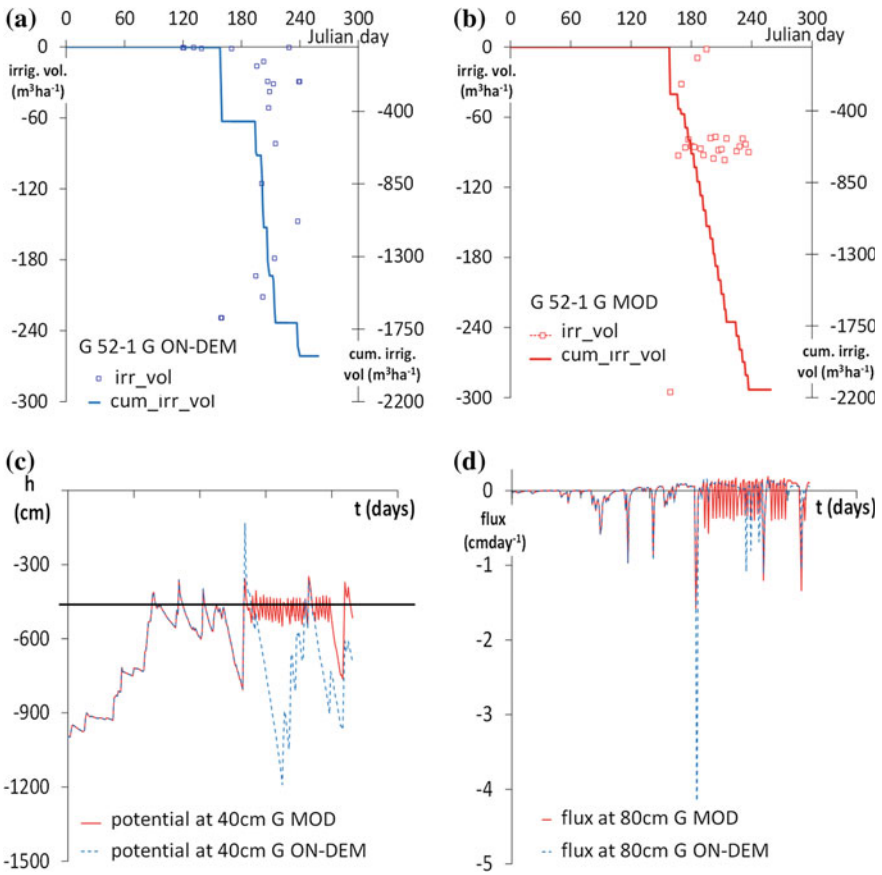 (a)
0 60 120 180 240 300
Julian day
irrig. vol.
(m³ha⁻¹)
0
-60
-120
-180
-240
-300
-400
-850
-1300
-1750
-2200
cum. irrig.
vol (m³ha⁻¹)
G 52-1 G ON-DEM
irr_vol
cum_irr_vol
(b)
0 60 120 180 240 300
Julian day
irrig. vol.
(m³ha⁻¹)
0
-60
-120
-180
-240
-300
-400
-850
-1300
-1750
-2200
cum. irrig.
vol (m³ha⁻¹)
G 52-1 G MOD
irr_vol
cum_irr_vol
(c)
h
(cm)
t (days)
-300
-600
-900
-1200
-1500
potential at 40cm G MOD
potential at 40cm G ON-DEM
(d)
0
flux
(cmday⁻¹)
t (days)
-1
-2
-3
-4
-5
flux at 80cm G MOD
flux at 80cm G ON-DEM